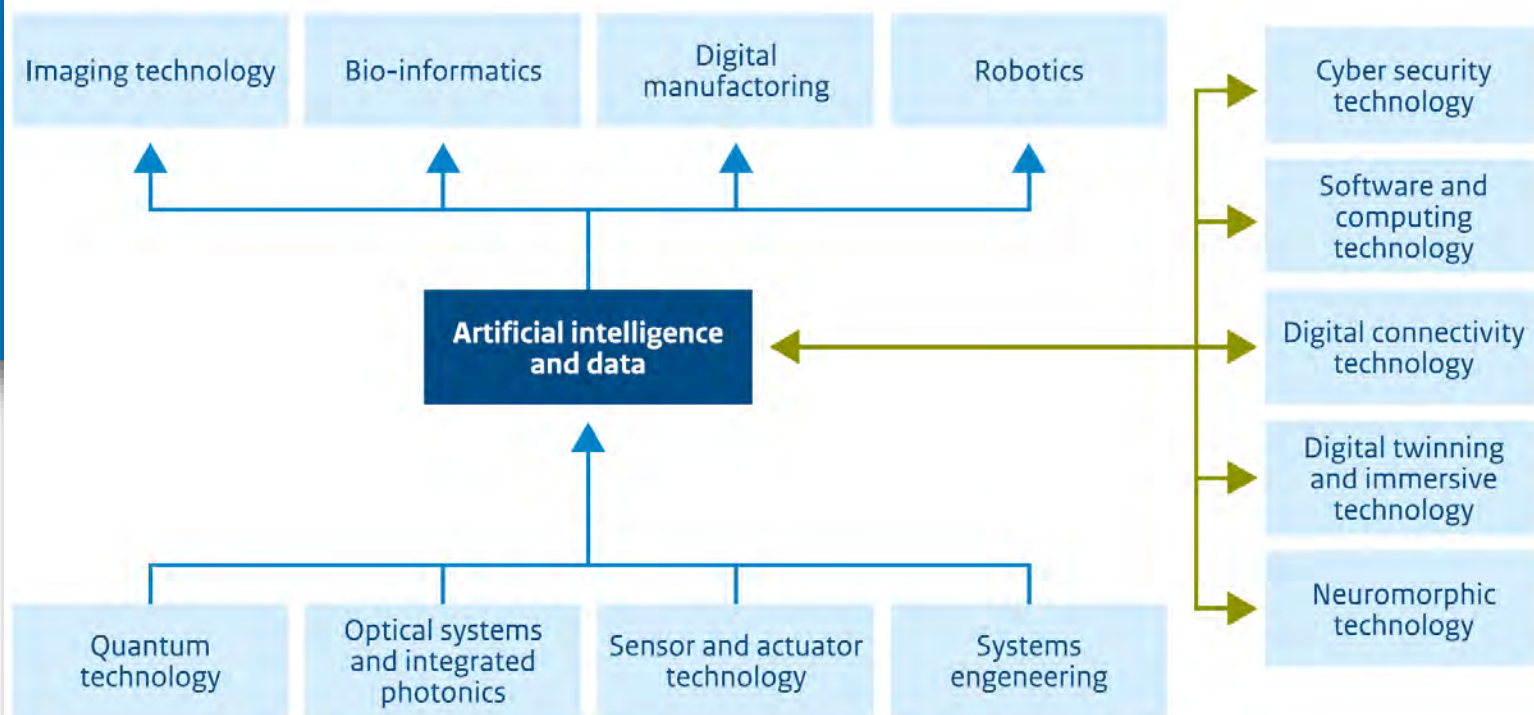 Imaging technology
Bio-informatics
Digital
manufactoring
Robotics
Cyber security
technology
Software and
computing
technology
Artificial intelligence
and data
Digital connectivity
technology
Digital twinning
and immersive
technology
Neuromorphic
technology
Quantum
technology
Optical systems
and integrated
photonics
Sensor and actuator
technology
Systems
engeneering